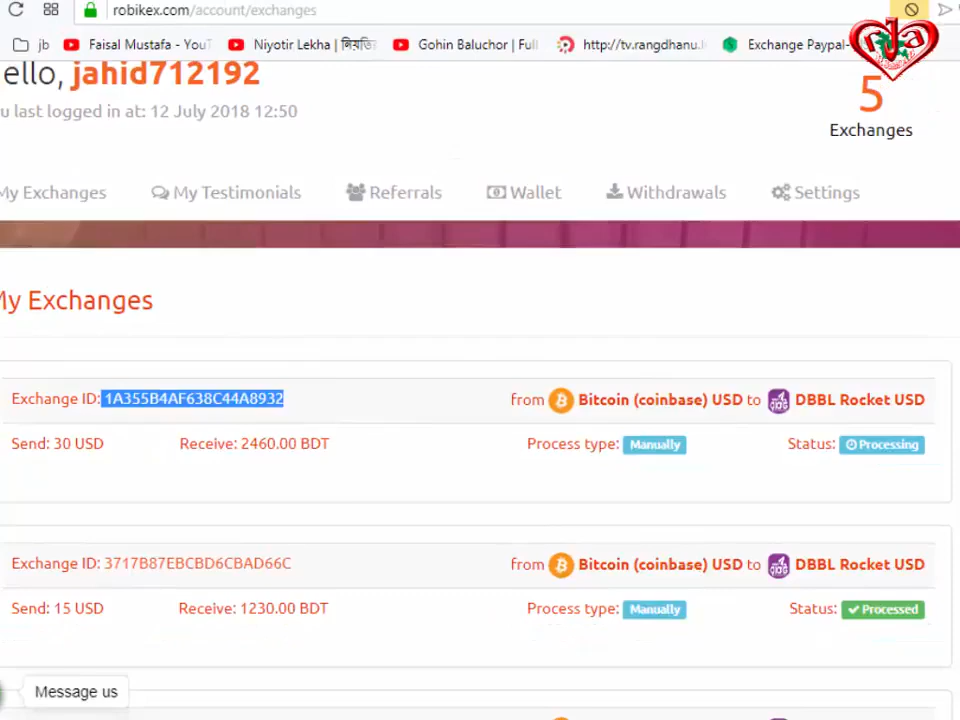 robikex.com/account/exchanges
jb Faisal Mustafa - YouT Niyotir Lekha | নিয়তি Gohin Baluchor | Full http://tv.rangdhanu. Exchange Paypal-
ello, jahid712192
u last logged in at: 12 July 2018 12:50
5
Exchanges
My Exchanges My Testimonials Referrals Wallet Withdrawals Settings
My Exchanges
Exchange ID: 1A355B4AF638C44A8932 from Bitcoin (coinbase) USD to DBBL Rocket USD
Send: 30 USD Receive: 2460.00 BDT Process type: Manually Status: Processing
Exchange ID: 3717B87EBCBD6CBAD66C from Bitcoin (coinbase) USD to DBBL Rocket USD
Send: 15 USD Receive: 1230.00 BDT Process type: Manually Status: Processed
Message us